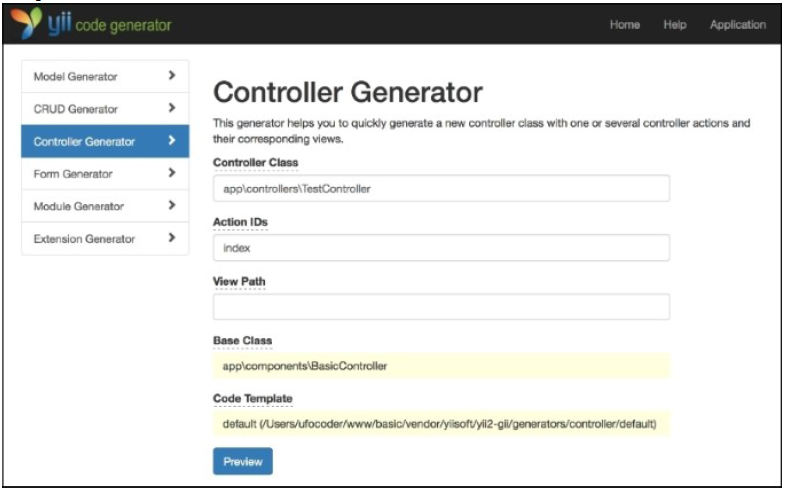 yii code generator
Home Help Application
Model Generator
CRUD Generator
Controller Generator
Form Generator
Module Generator
Extension Generator
Controller Generator
This generator helps you to quickly generate a new controller class with one or several controller actions and
their corresponding views.
Controller Class
app\controllers\TestController
Action IDs
index
View Path
Base Class
app\components\BasicController
Code Template
default (/Users/ufocoder/www/basic/vendor/yiisoft/yii2-gii/generators/controller/default)
Preview